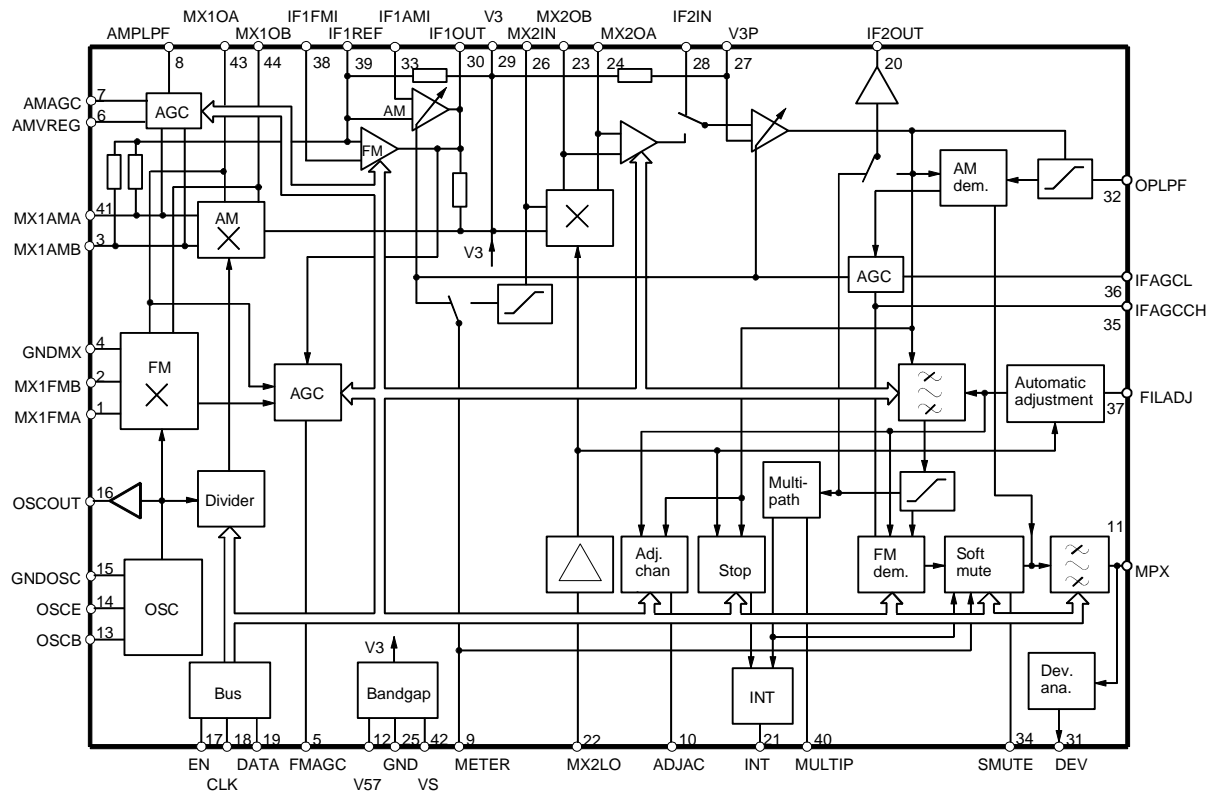 MX1OA IF1FMI IF1AMI V3 MX2OB IF2IN
AMPLPF MX1OB IF1REF IF1OUT MX2IN MX2OA V3P IF2OUT
8 43 44 38 39 33 30 29 26 23 24 28 27 20
AMAGC 7 AGC AM
AMVREG 6
FM
AM dem.
32 OPLPF
MX1AMA 41 AM
MX1AMB 3 V3
AGC 36 IFAGCL
35 IFAGCCH
GNDMX 4 FM
MX1FMB 2 AGC Automatic adjustment 37 FILADJ
MX1FMA 1
OSCOUT 16 Divider Multi-path
11
GNDOSC 15 Adj. chan Stop FM dem. Soft mute MPX
OSCE 14 OSC
OSCB 13
V3
Bus Bandgap INT Dev. ana.
17 18 19 5 12 25 42 9 22 10 21 40 34 31
EN DATA FMAGC GND METER MX2LO ADJAC INT MULTIP SMUTE DEV
CLK V57 VS